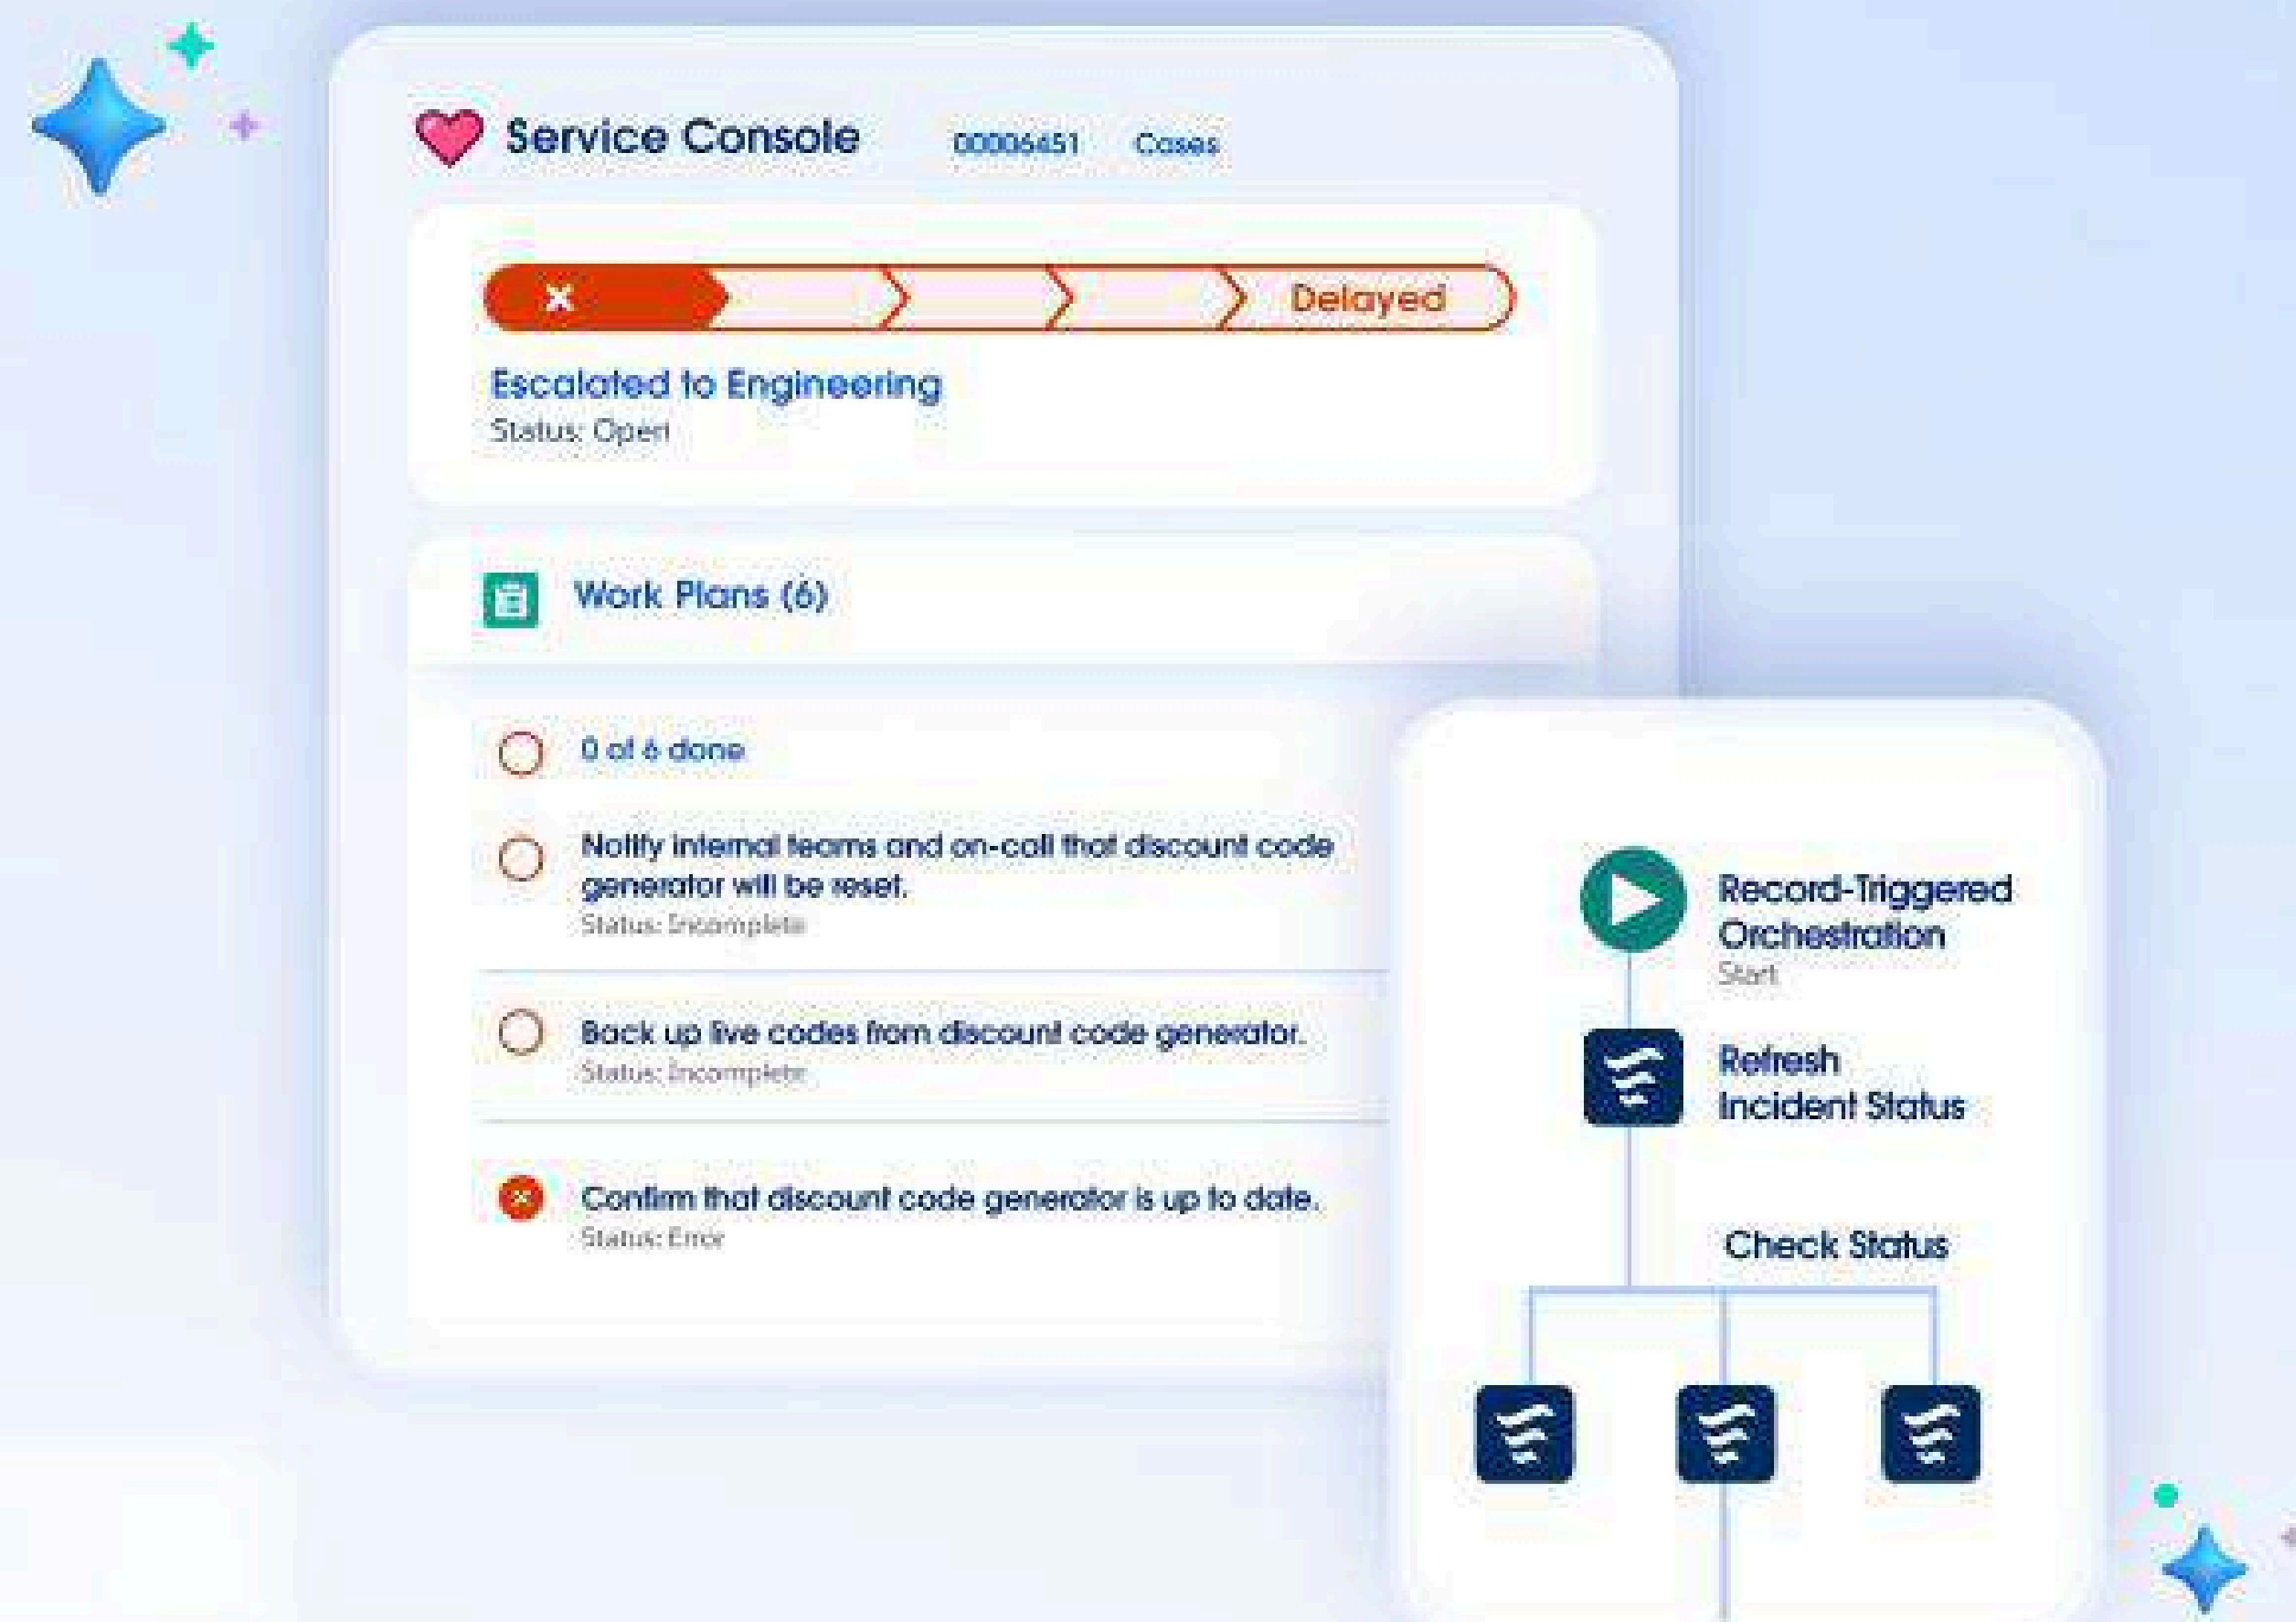 Service Console
00006451
Cases
Delayed
Escalated to Engineering
Status: Open
Work Plans (6)
0 of 6 done
Notify internal teams and on-call that discount code
generator will be reset.
Status: Incomplete
Back up live codes from discount code generator.
Status: Incomplete
Confirm that discount code generator is up to date.
Status: Error
Record-Triggered
Orchestration
Start
Refresh
Incident Status
Check Status